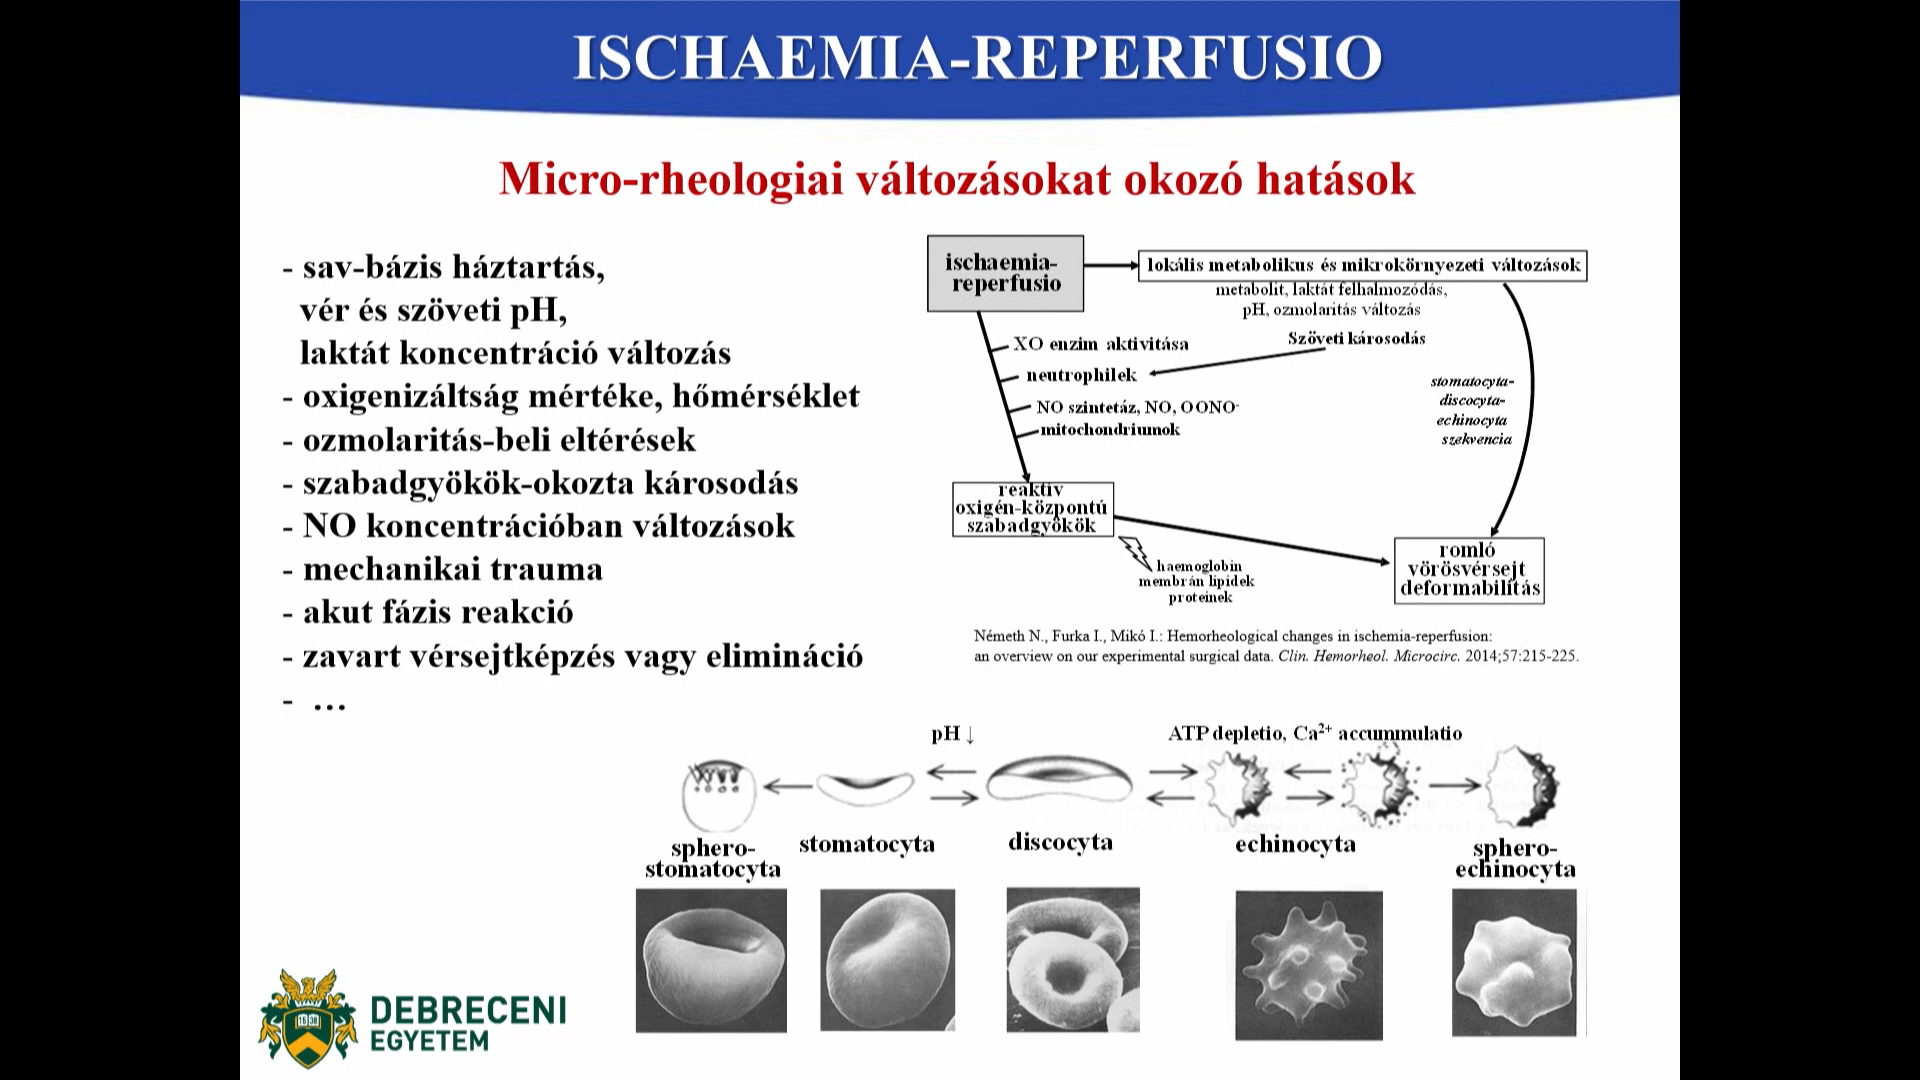 ISCHAEMIA-REPERFUSIO
Micro-rheologiai változásokat okozó hatások
- sav-bázis háztartás,
vér és szöveti pH,
laktát koncentráció változás
- oxigenizáltság mértéke, hőmérséklet
- ozmolaritás-beli eltérések
- szabadgyökök-okozta károsodás
- NO koncentrációban változások
- mechanikai trauma
- akut fázis reakció
- zavart vérsejtképzés vagy elimináció
- …
ischaemia-
reperfusio
lokális metabolikus és mikrokörnyezeti változások
metabolit, laktát felhalmozódás,
pH, ozmolaritás változás
XO enzim aktivitása
Szöveti károsodás
neutrophilek
NO szintetáz, NO, OONO-
mitochondriumok
stomatocyta-
discocyta-
echinocyta
szekvencia
reaktív
oxigén-központú
szabadgyökök
haemoglobin
membrán lipidek
proteinek
romló
vörösvérsejt
deformabilitás
Németh N., Furka I., Mikó I.: Hemorheological changes in ischemia-reperfusion:
an overview on our experimental surgical data. Clin. Hemorheol. Microcirc. 2014;57:215-225.
pH ↓
ATP depletio, Ca2+ accummulatio
sphero-
stomatocyta
stomatocyta
discocyta
echinocyta
sphero-
echinocyta
1538
DEBRECENI
EGYETEM